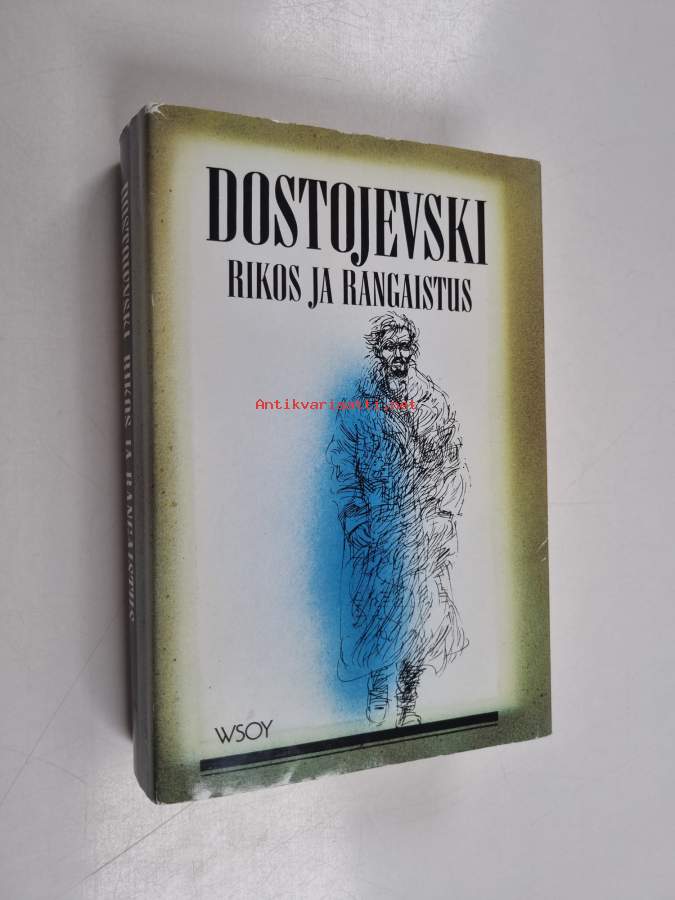 DOSTOJEVSKI
RIKOS JA RANGAISTUS
Antikvariaatti.net
WSOY
DOSTOJEVSKI RIKOS JA RANGAISTUS